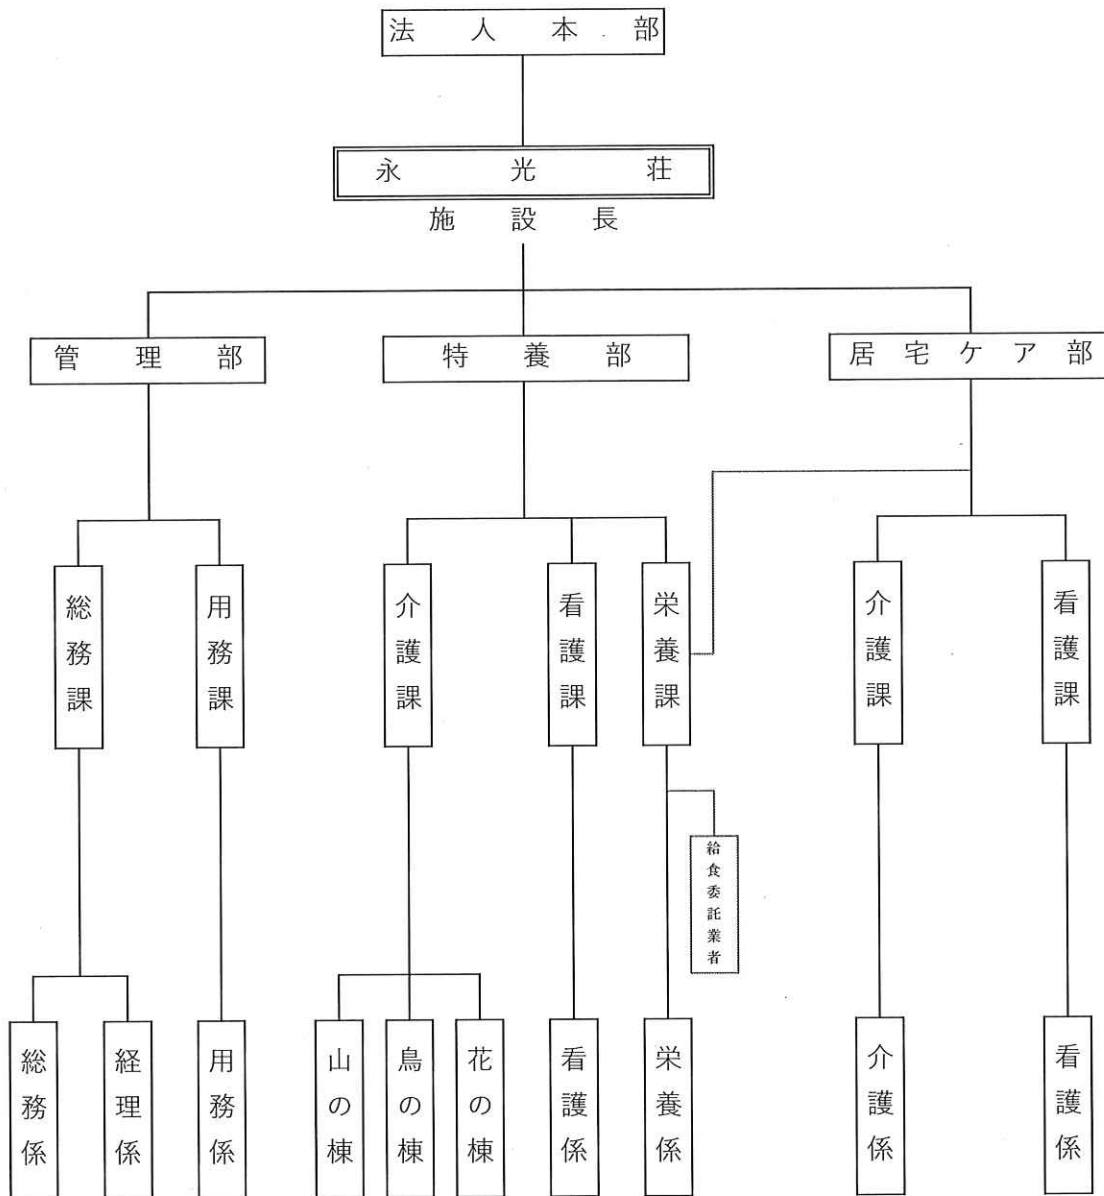 法人本部
永光荘
施設長
管理部
特養部
居宅ケア部
総務課
用務課
介護課
看護課
栄養課
介護課
看護課
給食委託業者
総務係
経理係
用務係
山の棟
鳥の棟
花の棟
看護係
栄養係
介護係
看護係